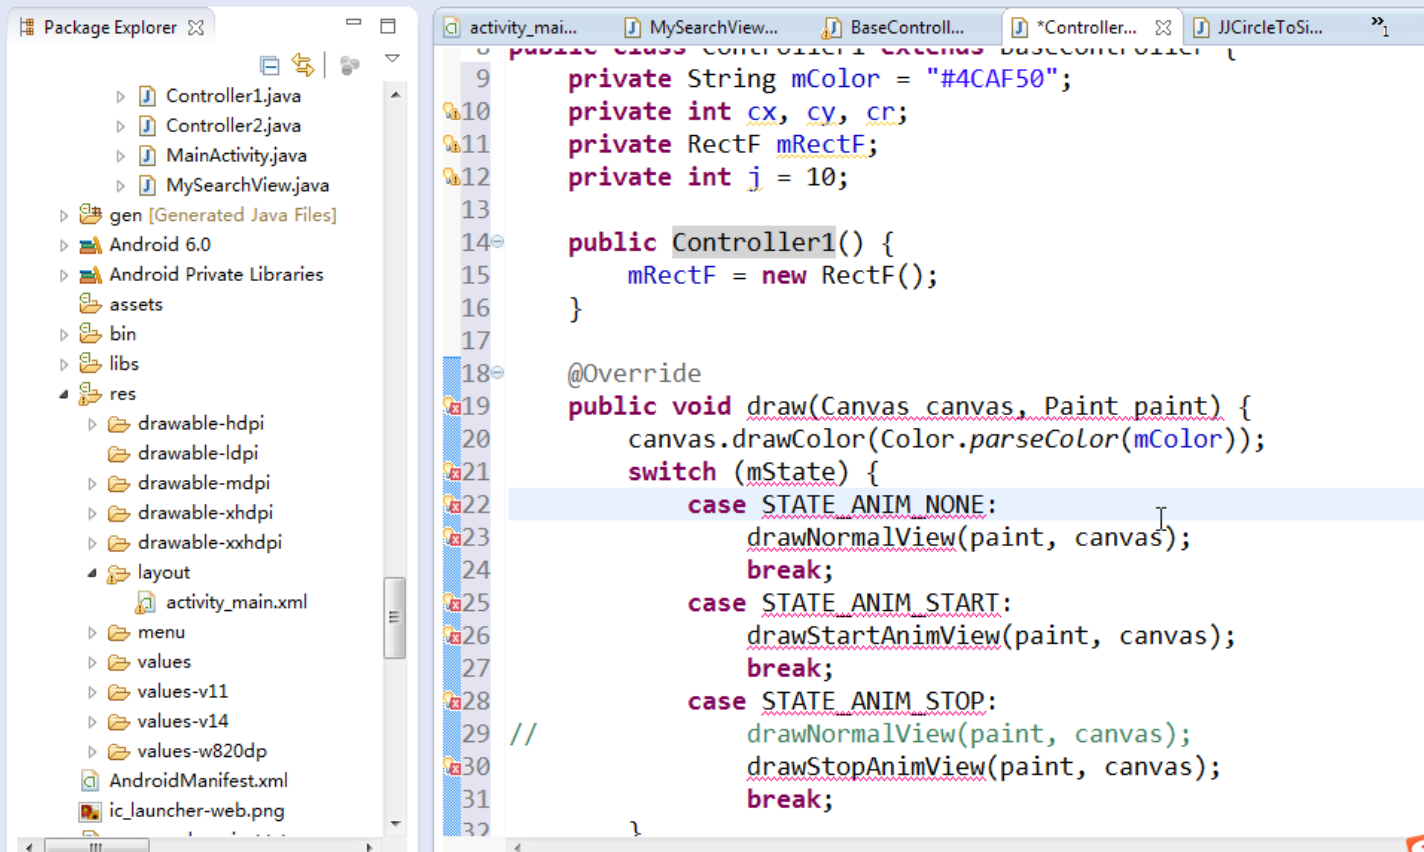 Package Explorer
Controller1.java
Controller2.java
MainActivity.java
MySearchView.java
gen [Generated Java Files]
Android 6.0
Android Private Libraries
assets
bin
libs
res
drawable-hdpi
drawable-ldpi
drawable-mdpi
drawable-xhdpi
drawable-xxhdpi
layout
activity_main.xml
menu
values
values-v11
values-v14
values-w820dp
AndroidManifest.xml
ic_launcher-web.png
activity_mai... MySearchView... BaseControll... *Controller... JJCircleToSi... »1
8 public class Controller1 extends BaseController {
9 private String mColor = "#4CAF50";
10 private int cx, cy, cr;
11 private RectF mRectF;
12 private int j = 10;
13
14 public Controller1() {
15 mRectF = new RectF();
16 }
17
18 @Override
19 public void draw(Canvas canvas, Paint paint) {
20 canvas.drawColor(Color.parseColor(mColor));
21 switch (mState) {
22 case STATE_ANIM_NONE:
23 drawNormalView(paint, canvas);
24 break;
25 case STATE_ANIM_START:
26 drawStartAnimView(paint, canvas);
27 break;
28 case STATE_ANIM_STOP:
29 // drawNormalView(paint, canvas);
30 drawStopAnimView(paint, canvas);
31 break;
32 }